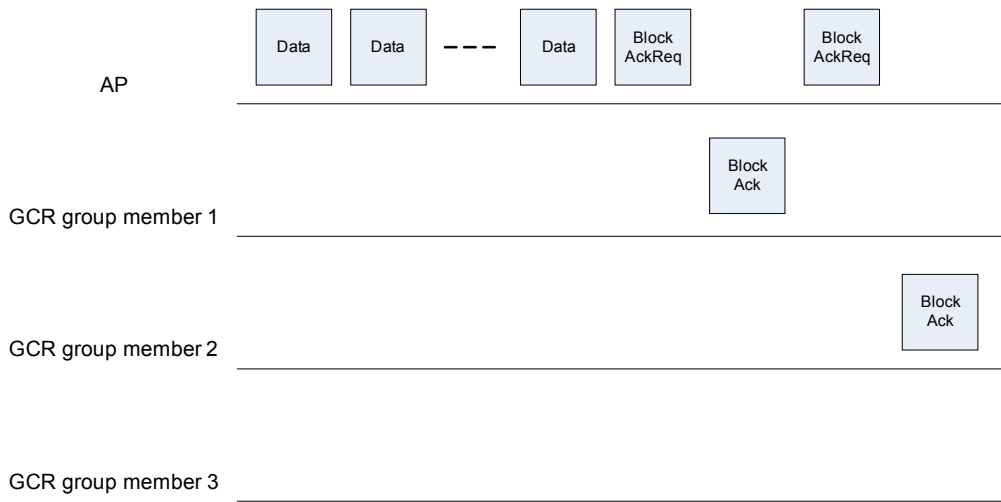 Data
Data
Data
Block
AckReq
Block
AckReq
AP
Block
Ack
GCR group member 1
Block
Ack
GCR group member 2
GCR group member 3